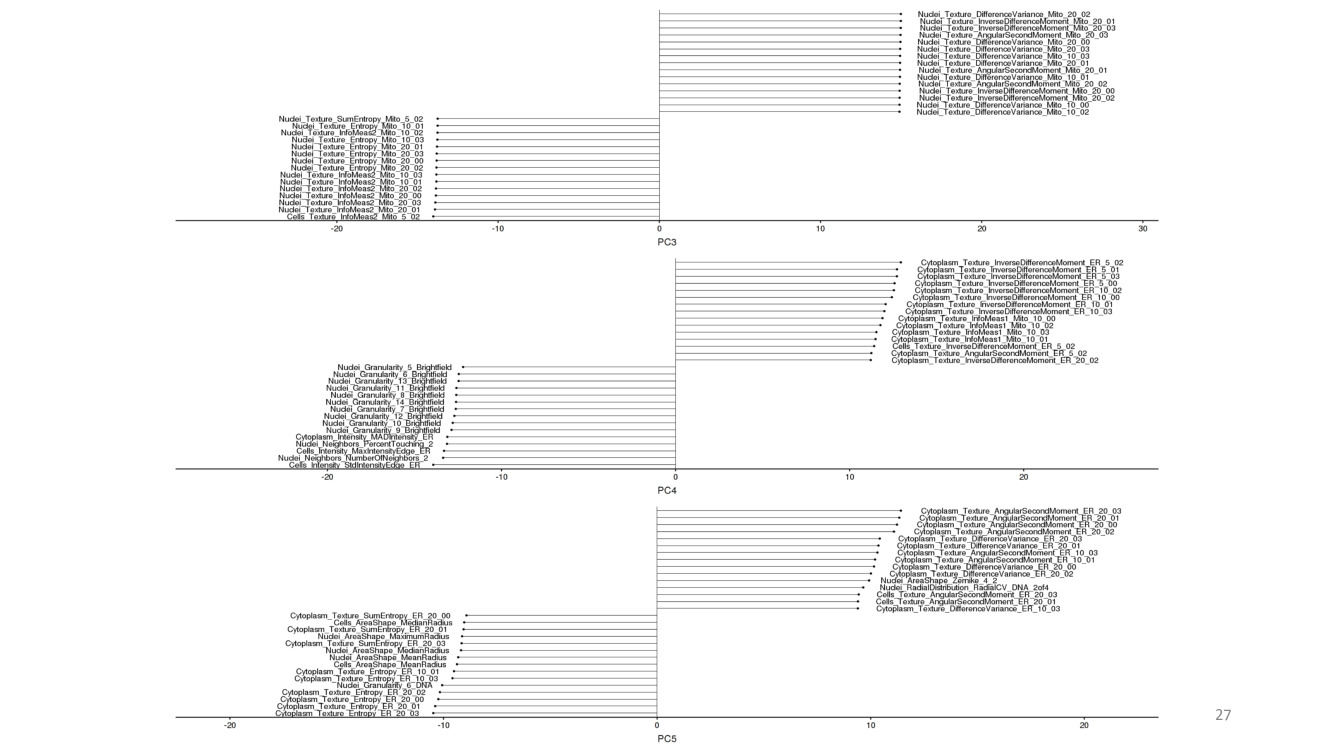 Nuclei_Texture_DifferenceVariance_Mito_20_02
Nuclei_Texture_InverseDifferenceMoment_Mito_20_01
Nuclei_Texture_InverseDifferenceMoment_Mito_20_03
Nuclei_Texture_AngularSecondMoment_Mito_20_03
Nuclei_Texture_DifferenceVariance_Mito_20_00
Nuclei_Texture_DifferenceVariance_Mito_20_03
Nuclei_Texture_DifferenceVariance_Mito_10_03
Nuclei_Texture_DifferenceVariance_Mito_20_01
Nuclei_Texture_AngularSecondMoment_Mito_20_01
Nuclei_Texture_DifferenceVariance_Mito_10_01
Nuclei_Texture_AngularSecondMoment_Mito_20_02
Nuclei_Texture_InverseDifferenceMoment_Mito_20_00
Nuclei_Texture_InverseDifferenceMoment_Mito_20_02
Nuclei_Texture_DifferenceVariance_Mito_10_00
Nuclei_Texture_DifferenceVariance_Mito_10_02
Nuclei_Texture_SumEntropy_Mito_5_02
Nuclei_Texture_Entropy_Mito_10_01
Nuclei_Texture_InfoMeas2_Mito_10_02
Nuclei_Texture_Entropy_Mito_10_03
Nuclei_Texture_Entropy_Mito_20_01
Nuclei_Texture_Entropy_Mito_20_03
Nuclei_Texture_Entropy_Mito_20_00
Nuclei_Texture_Entropy_Mito_20_02
Nuclei_Texture_InfoMeas2_Mito_10_03
Nuclei_Texture_InfoMeas2_Mito_10_01
Nuclei_Texture_InfoMeas2_Mito_20_02
Nuclei_Texture_InfoMeas2_Mito_20_00
Nuclei_Texture_InfoMeas2_Mito_20_03
Nuclei_Texture_InfoMeas2_Mito_20_01
Cells_Texture_InfoMeas2_Mito_5_02
-20 -10 0 10 20 30
PC3
Cytoplasm_Texture_InverseDifferenceMoment_ER_5_02
Cytoplasm_Texture_InverseDifferenceMoment_ER_5_01
Cytoplasm_Texture_InverseDifferenceMoment_ER_5_03
Cytoplasm_Texture_InverseDifferenceMoment_ER_5_00
Cytoplasm_Texture_InverseDifferenceMoment_ER_10_02
Cytoplasm_Texture_InverseDifferenceMoment_ER_10_00
Cytoplasm_Texture_InverseDifferenceMoment_ER_10_01
Cytoplasm_Texture_InverseDifferenceMoment_ER_10_03
Cytoplasm_Texture_InfoMeas1_Mito_10_00
Cytoplasm_Texture_InfoMeas1_Mito_10_02
Cytoplasm_Texture_InfoMeas1_Mito_10_03
Cytoplasm_Texture_InfoMeas1_Mito_10_01
Cells_Texture_InverseDifferenceMoment_ER_5_02
Cytoplasm_Texture_AngularSecondMoment_ER_5_02
Cytoplasm_Texture_InverseDifferenceMoment_ER_20_02
Nuclei_Granularity_5_Brightfield
Nuclei_Granularity_6_Brightfield
Nuclei_Granularity_13_Brightfield
Nuclei_Granularity_11_Brightfield
Nuclei_Granularity_8_Brightfield
Nuclei_Granularity_14_Brightfield
Nuclei_Granularity_7_Brightfield
Nuclei_Granularity_12_Brightfield
Nuclei_Granularity_10_Brightfield
Nuclei_Granularity_9_Brightfield
Cytoplasm_Intensity_MADIntensity_ER
Nuclei_Neighbors_PercentTouching_2
Cells_Intensity_MaxIntensityEdge_ER
Nuclei_Neighbors_NumberOfNeighbors_2
Cells_Intensity_StdIntensityEdge_ER
-20 -10 0 10 20
PC4
Cytoplasm_Texture_AngularSecondMoment_ER_20_03
Cytoplasm_Texture_AngularSecondMoment_ER_20_01
Cytoplasm_Texture_AngularSecondMoment_ER_20_00
Cytoplasm_Texture_AngularSecondMoment_ER_20_02
Cytoplasm_Texture_DifferenceVariance_ER_20_03
Cytoplasm_Texture_DifferenceVariance_ER_20_01
Cytoplasm_Texture_AngularSecondMoment_ER_10_03
Cytoplasm_Texture_AngularSecondMoment_ER_10_01
Cytoplasm_Texture_DifferenceVariance_ER_20_00
Cytoplasm_Texture_DifferenceVariance_ER_20_02
Nuclei_AreaShape_Zernike_4_2
Nuclei_RadialDistribution_RadialCV_DNA_2of4
Cells_Texture_AngularSecondMoment_ER_20_03
Cells_Texture_AngularSecondMoment_ER_20_01
Cytoplasm_Texture_DifferenceVariance_ER_10_03
Cytoplasm_Texture_SumEntropy_ER_20_00
Cells_AreaShape_MedianRadius
Cytoplasm_Texture_SumEntropy_ER_20_01
Nuclei_AreaShape_MaximumRadius
Cytoplasm_Texture_SumEntropy_ER_20_03
Nuclei_AreaShape_MedianRadius
Nuclei_AreaShape_MeanRadius
Cells_AreaShape_MeanRadius
Cytoplasm_Texture_Entropy_ER_10_01
Cytoplasm_Texture_Entropy_ER_10_03
Nuclei_Granularity_6_DNA
Cytoplasm_Texture_Entropy_ER_20_02
Cytoplasm_Texture_Entropy_ER_20_00
Cytoplasm_Texture_Entropy_ER_20_01
Cytoplasm_Texture_Entropy_ER_20_03
-20 -10 0 10 20
PC5
27